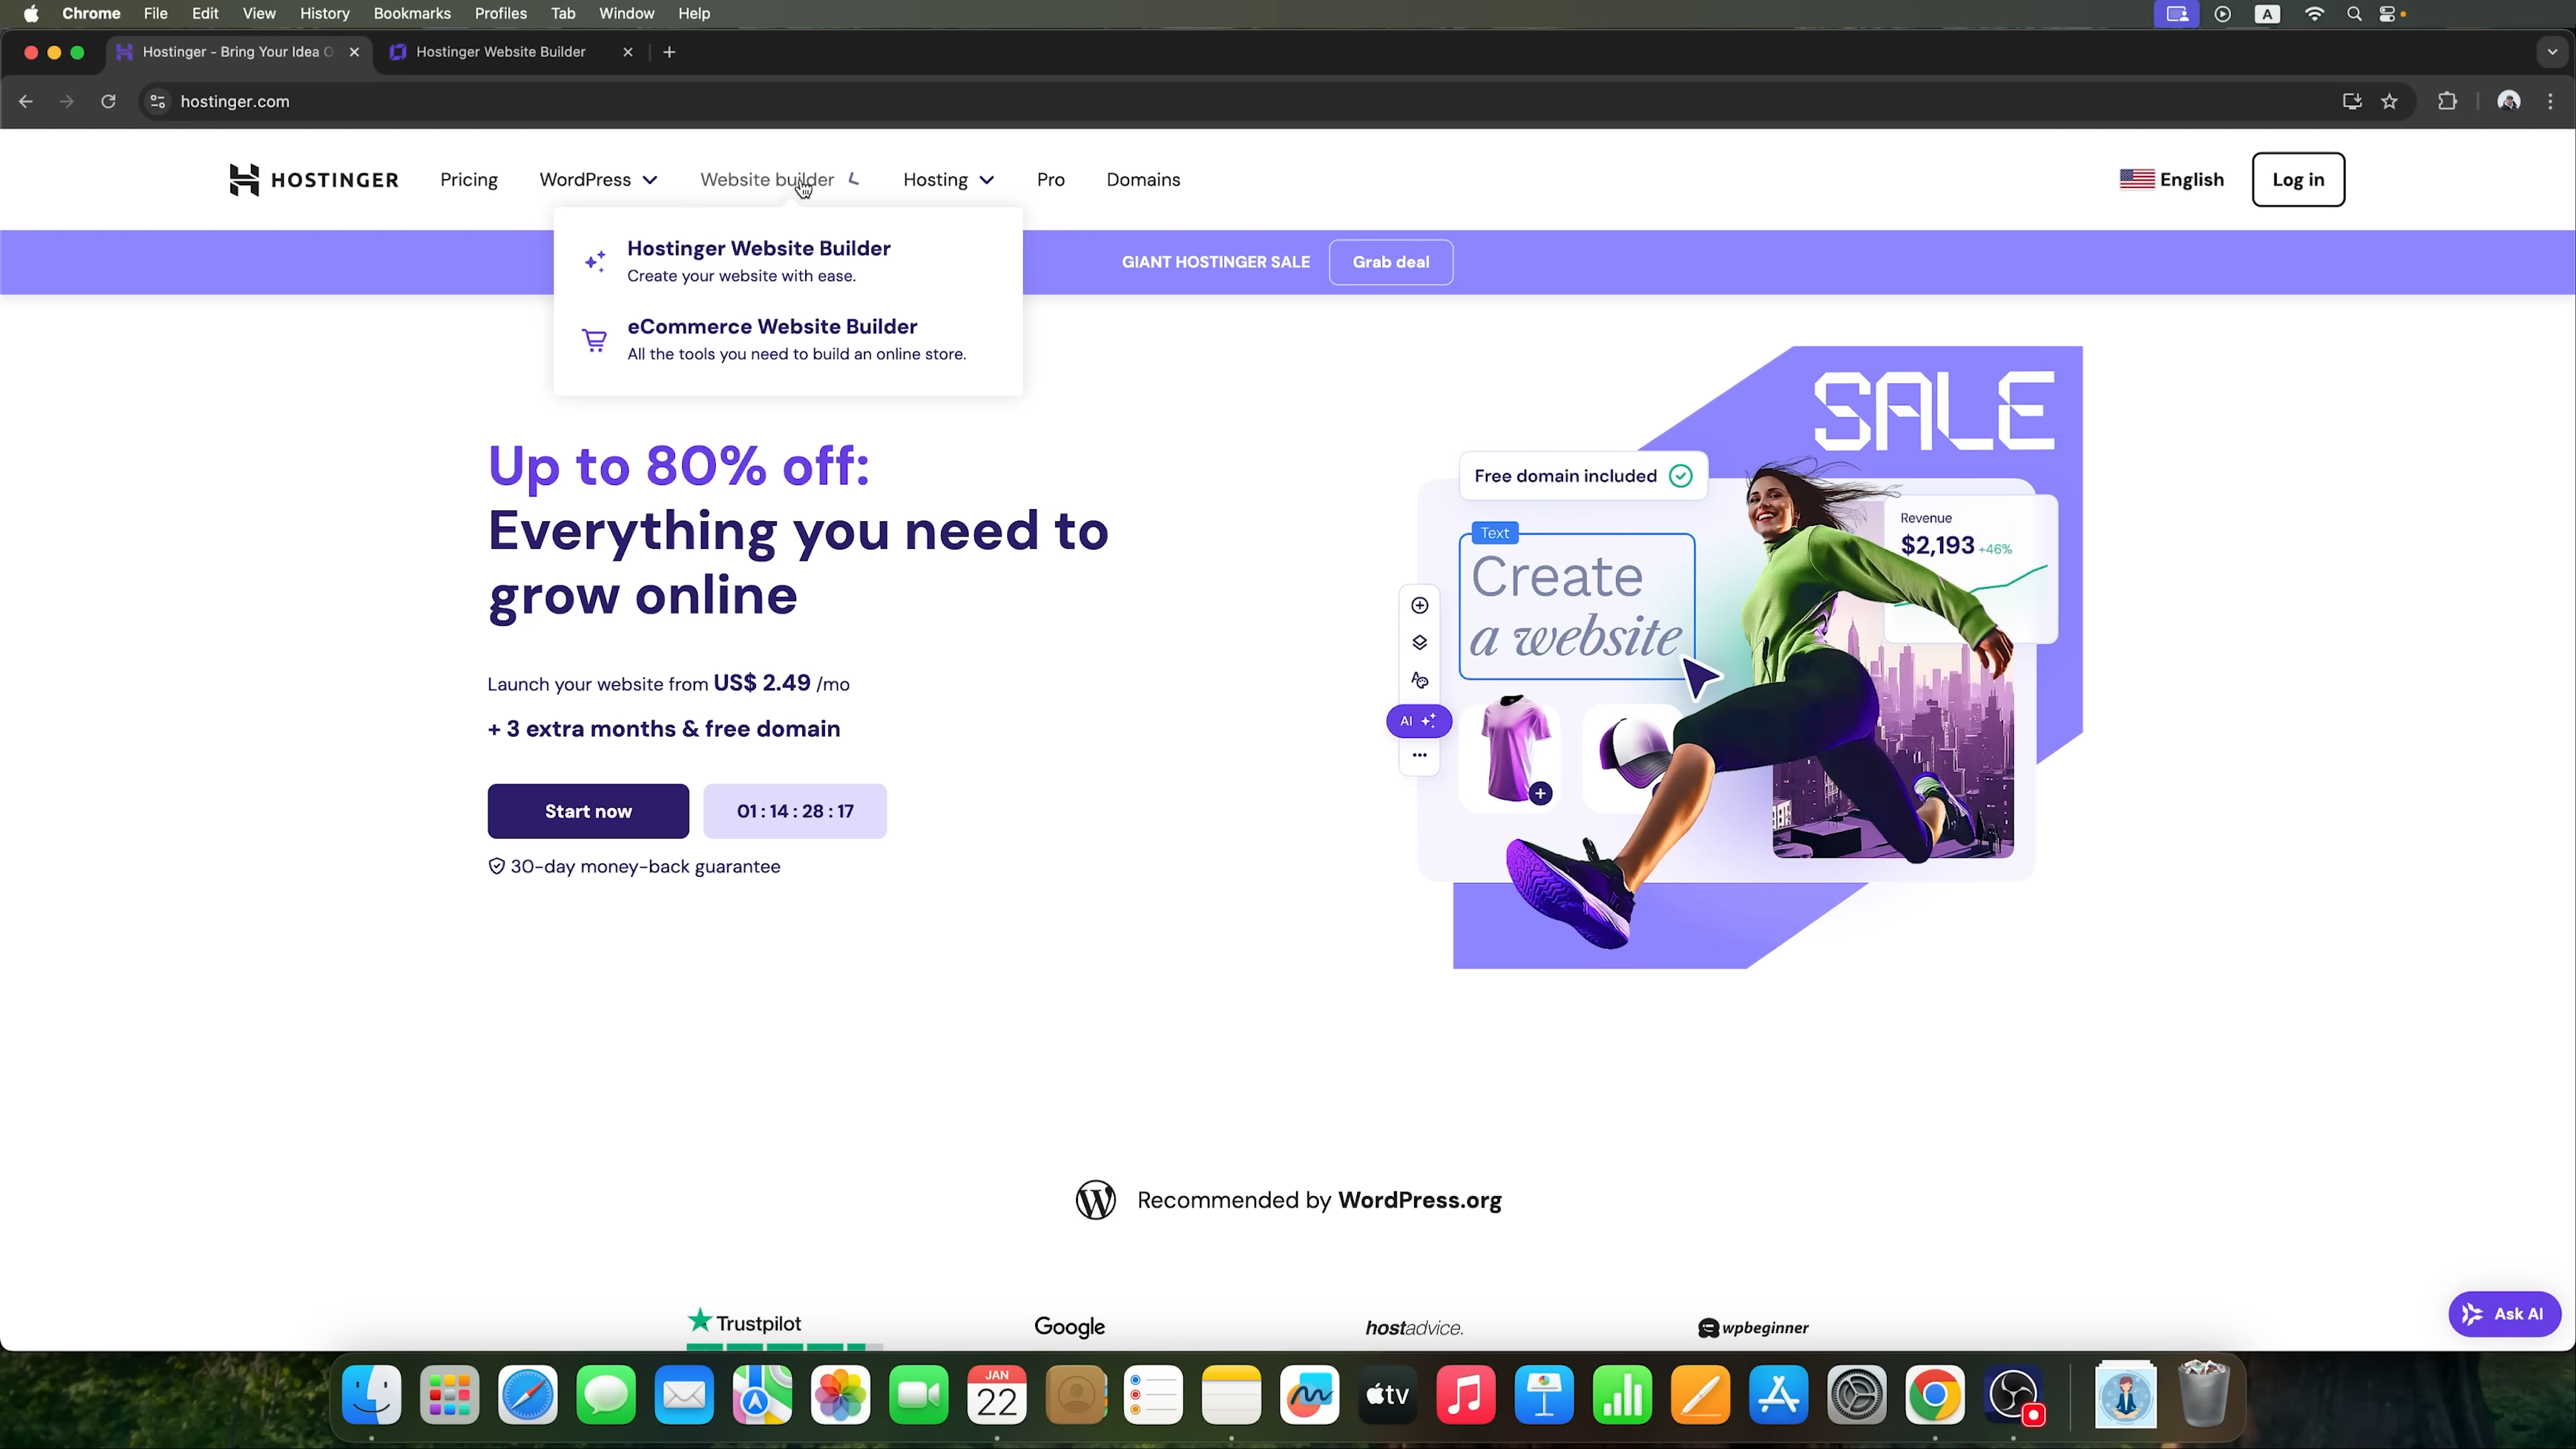 Chrome File Edit View History Bookmarks Profiles Tab Window Help
A
Hostinger - Bring Your Idea O
Hostinger Website Builder
hostinger.com
HOSTINGER
Pricing
WordPress
Website builder
Hosting
Pro
Domains
English
Log in
Hostinger Website Builder
Create your website with ease.
eCommerce Website Builder
All the tools you need to build an online store.
GIANT HOSTINGER SALE
Grab deal
Up to 80% off:
Everything you need to
grow online
Launch your website from US$ 2.49 /mo
+ 3 extra months & free domain
Start now
01 : 14 : 28 : 17
30-day money-back guarantee
SALE
Free domain included
Text
Create
a website
Revenue
$2,193 +46%
AI
Recommended by WordPress.org
Trustpilot
Google
hostadvice.
wpbeginner
Ask AI
JAN
22
tv